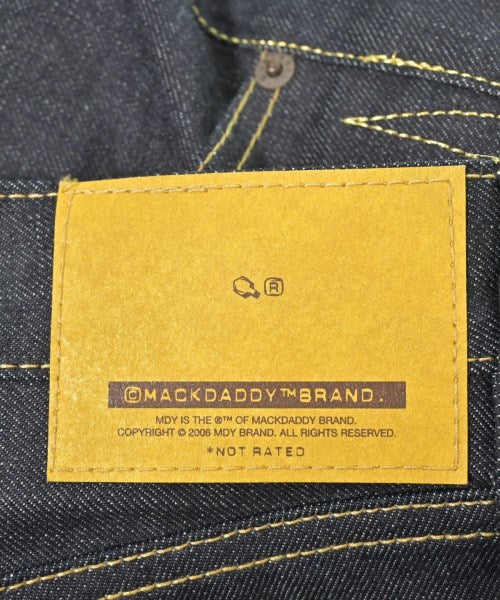 R
©MACKDADDY™BRAND.
MDY IS THE ®™ OF MACKDADDY BRAND.
COPYRIGHT © 2006 MDY BRAND. ALL RIGHTS RESERVED.
*NOT RATED